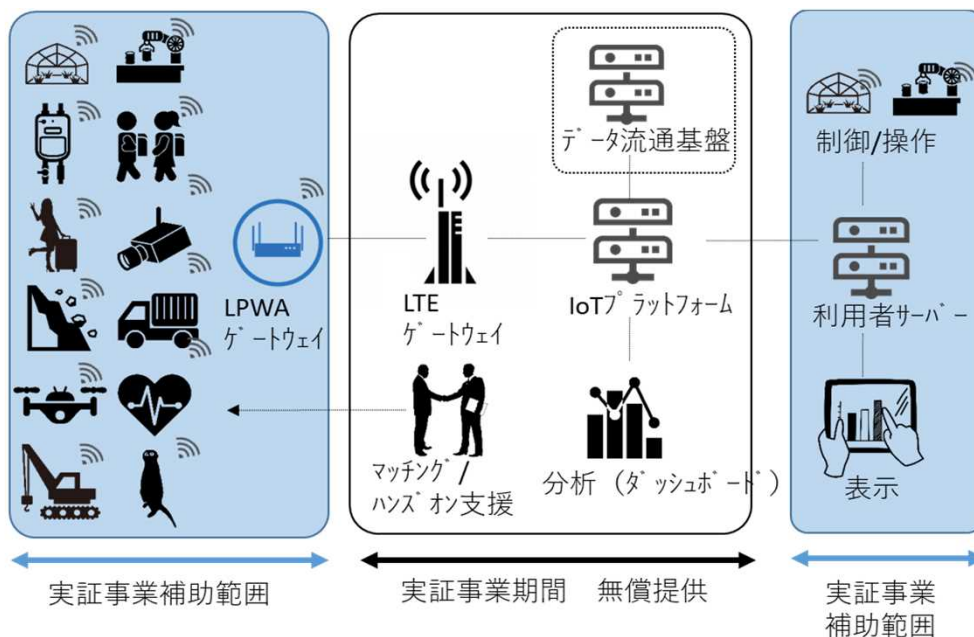 LPWA
ゲートウェイ
実証事業補助範囲
データ流通基盤
LTE
ゲートウェイ
IoTプラットフォーム
マッチング/
ハンズオン支援
分析(ダッシュボード)
実証事業期間 無償提供
制御/操作
利用者サーバー
表示
実証事業
補助範囲